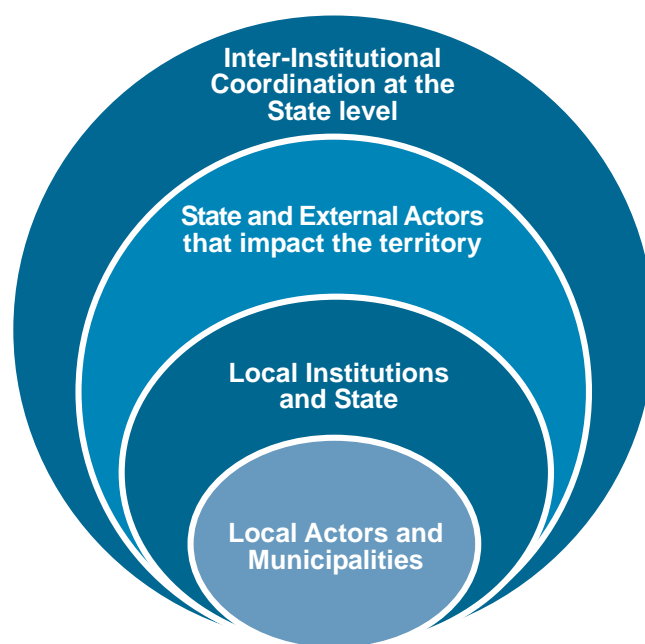 Inter-Institutional
Coordination at the
State level
State and External Actors
that impact the territory
Local Institutions
and State
Local Actors and
Municipalities